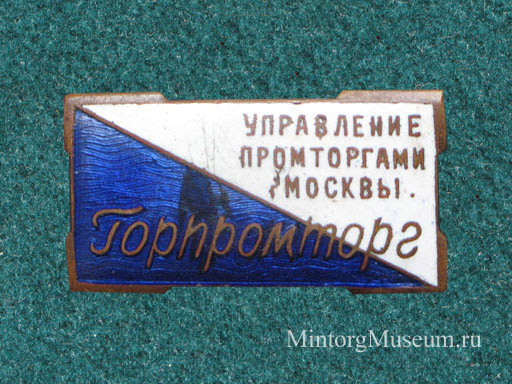 УПРАВЛЕНИЕ
ПРОМТОРГАМИ
Г. МОСКВЫ.
Горпромторг
MintorgMuseum.ru